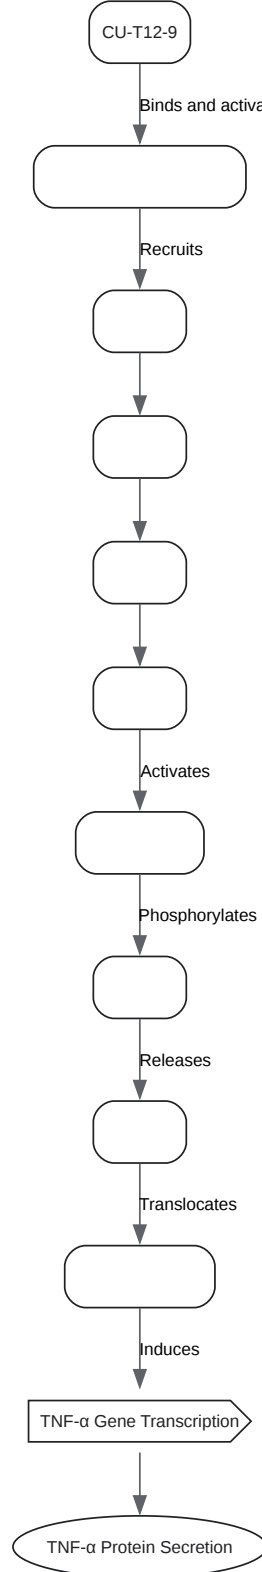 CU-T12-9
Binds and activa
Recruits
Activates
Phosphorylates
Releases
Translocates
Induces
TNF-α Gene Transcription
TNF-α Protein Secretion